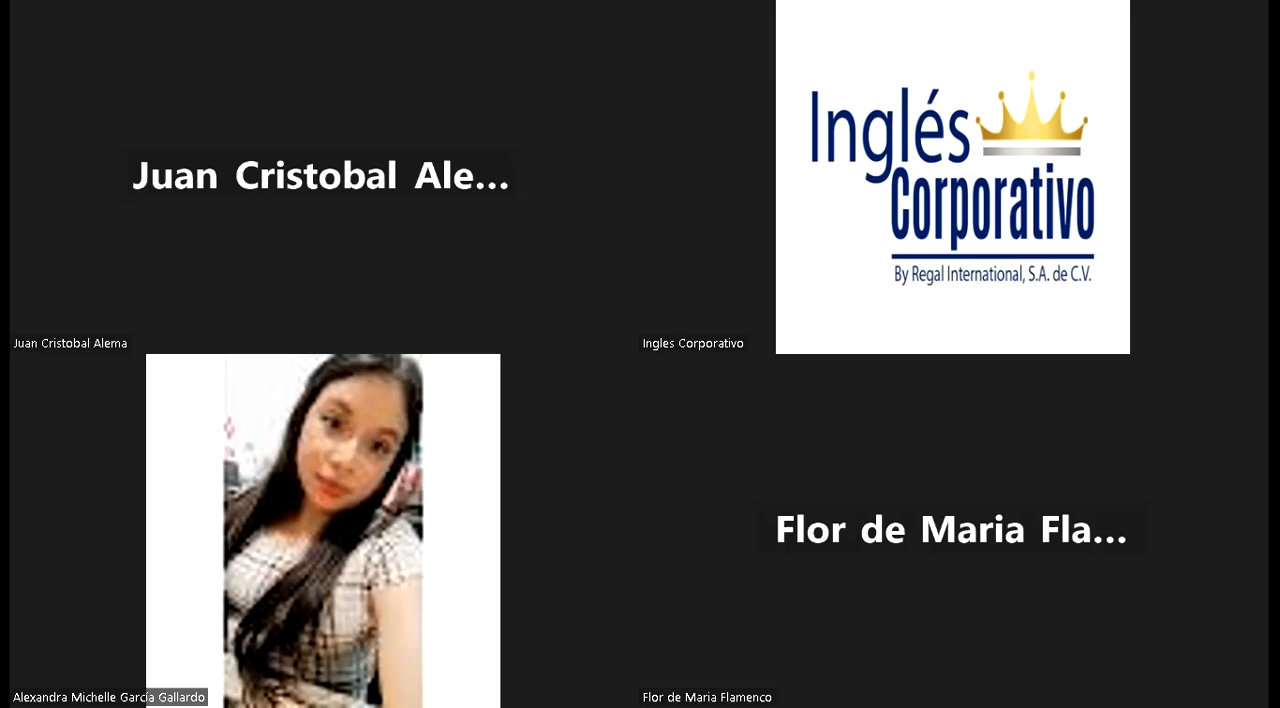 Juan Cristobal Ale...
Juan Cristobal Alema
Inglés
Corporativo
By Regal International, S.A. de C.V.
Ingles Corporativo
Alexandra Michelle García Gallardo
Flor de Maria Fla...
Flor de Maria Flamenco